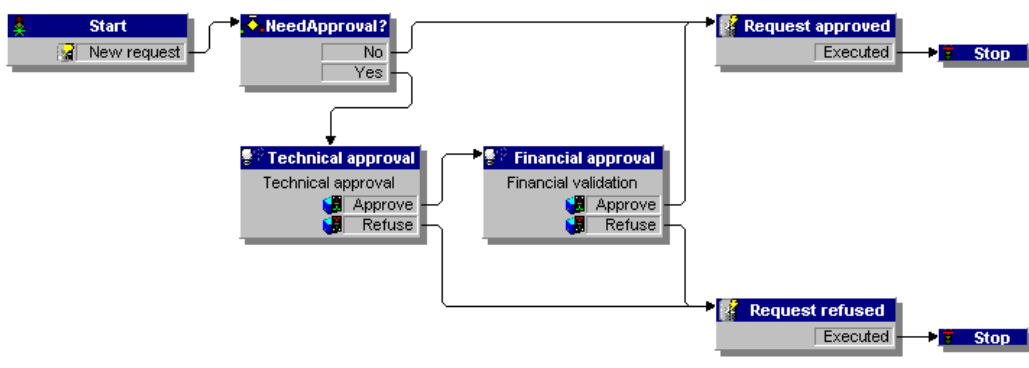 Start
New request
NeedApproval?
No
Yes
Request approved
Executed
Stop
Technical approval
Technical approval
Approve
Refuse
Financial approval
Financial validation
Approve
Refuse
Request refused
Executed
Stop